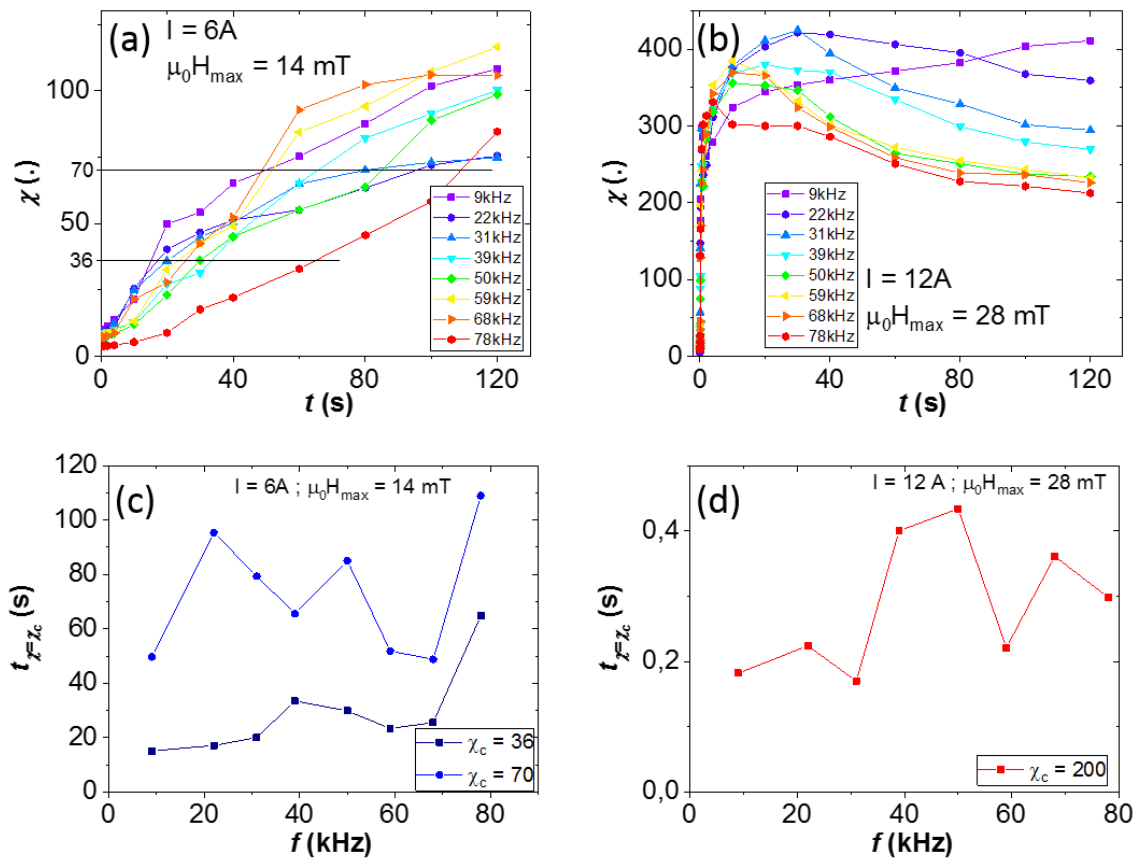 (a)
I = 6A
μ₀Hmax = 14 mT
100
70
50
36
0
χ (.)
9kHz
22kHz
31kHz
39kHz
50kHz
59kHz
68kHz
78kHz
0 40 80 120
t (s)
(b)
400
300
200
100
0
χ (.)
9kHz
22kHz
31kHz
39kHz
50kHz
59kHz
68kHz
78kHz
I = 12A
μ₀Hmax = 28 mT
0 20 40 60 80 100 120
t (s)
(c)
I = 6A ; μ₀Hmax = 14 mT
120
100
80
60
40
20
0
tχ=χc (s)
χc = 36
χc = 70
0 20 40 60 80
f (kHz)
(d)
I = 12 A ; μ₀Hmax = 28 mT
0,4
0,2
0,0
tχ=χc (s)
χc = 200
0 20 40 60 80
f (kHz)